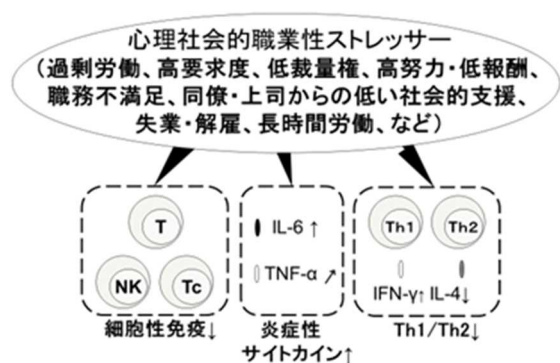 心理社会的職業性ストレッサー
(過剰労働、高要求度、低裁量権、高努力・低報酬、
職務不満足、同僚・上司からの低い社会的支援、
失業・解雇、長時間労働、など)
T
NK
Tc
細胞性免疫↓
IL-6 ↑
TNF-α ↗
炎症性
サイトカイン↑
Th1
Th2
IFN-γ↑ IL-4↓
Th1/Th2↓